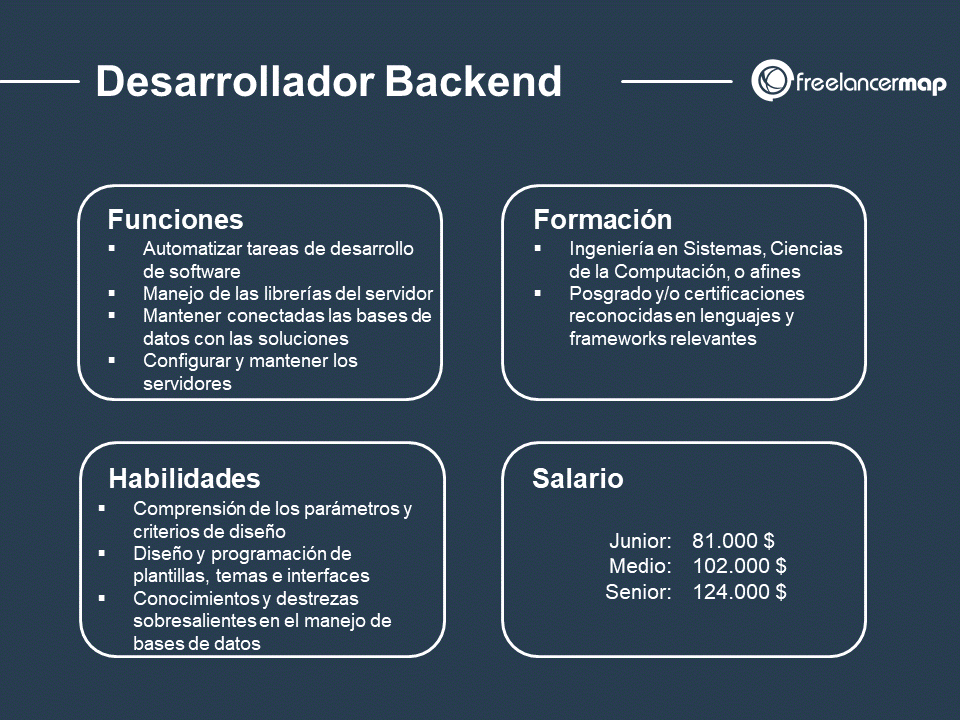 Desarrollador Backend
freelancermap
Funciones
▪ Automatizar tareas de desarrollo
de software
▪ Manejo de las librerías del servidor
▪ Mantener conectadas las bases de
datos con las soluciones
▪ Configurar y mantener los
servidores
Formación
▪ Ingeniería en Sistemas, Ciencias
de la Computación, o afines
▪ Posgrado y/o certificaciones
reconocidas en lenguajes y
frameworks relevantes
Habilidades
▪ Comprensión de los parámetros y
criterios de diseño
▪ Diseño y programación de
plantillas, temas e interfaces
▪ Conocimientos y destrezas
sobresalientes en el manejo de
bases de datos
Salario
Junior: 81.000 $
Medio: 102.000 $
Senior: 124.000 $